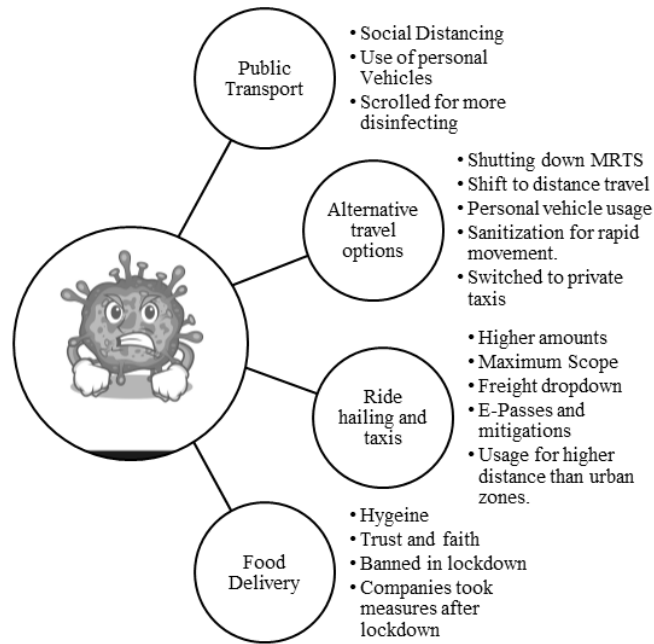 Public
Transport
• Social Distancing
• Use of personal
Vehicles
• Scrolled for more
disinfecting
Alternative
travel
options
• Shutting down MRTS
• Shift to distance travel
• Personal vehicle usage
• Sanitization for rapid
movement.
• Switched to private
taxis
Ride
hailing and
taxis
• Higher amounts
• Maximum Scope
• Freight dropdown
• E-Passes and
mitigations
• Usage for higher
distance than urban
zones.
Food
Delivery
• Hygeine
• Trust and faith
• Banned in lockdown
• Companies took
measures after
lockdown